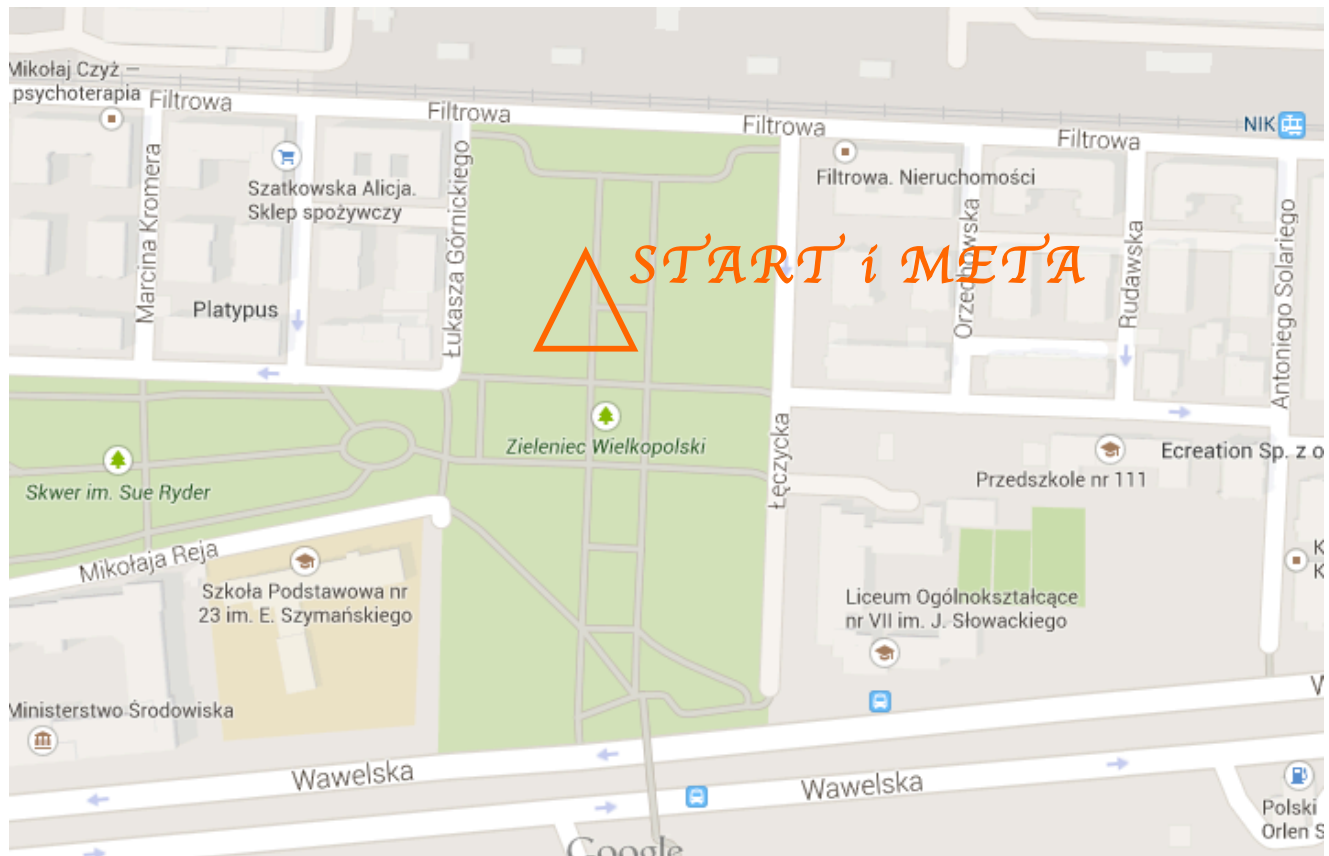 Mikołaj Czyż –
psychoterapia
Filtrowa
Filtrowa
Filtrowa
Filtrowa
NIK
Szatkowska Alicja.
Sklep spożywczy
Filtrowa. Nieruchomości
Marcina Kromera
Łukasza Górnickiego
START i META
Orzechowska
Rudawska
Antoniego Solariego
Platypus
Zieleniec Wielkopolski
Łęczycka
Skwer im. Sue Ryder
Ecreation Sp. z o
Przedszkole nr 111
Mikołaja Reja
Szkoła Podstawowa nr
23 im. E. Szymańskiego
K
K
Liceum Ogólnokształcące
nr VII im. J. Słowackiego
Ministerstwo Środowiska
W
Wawelska
Wawelska
Polski
Orlen S
Google